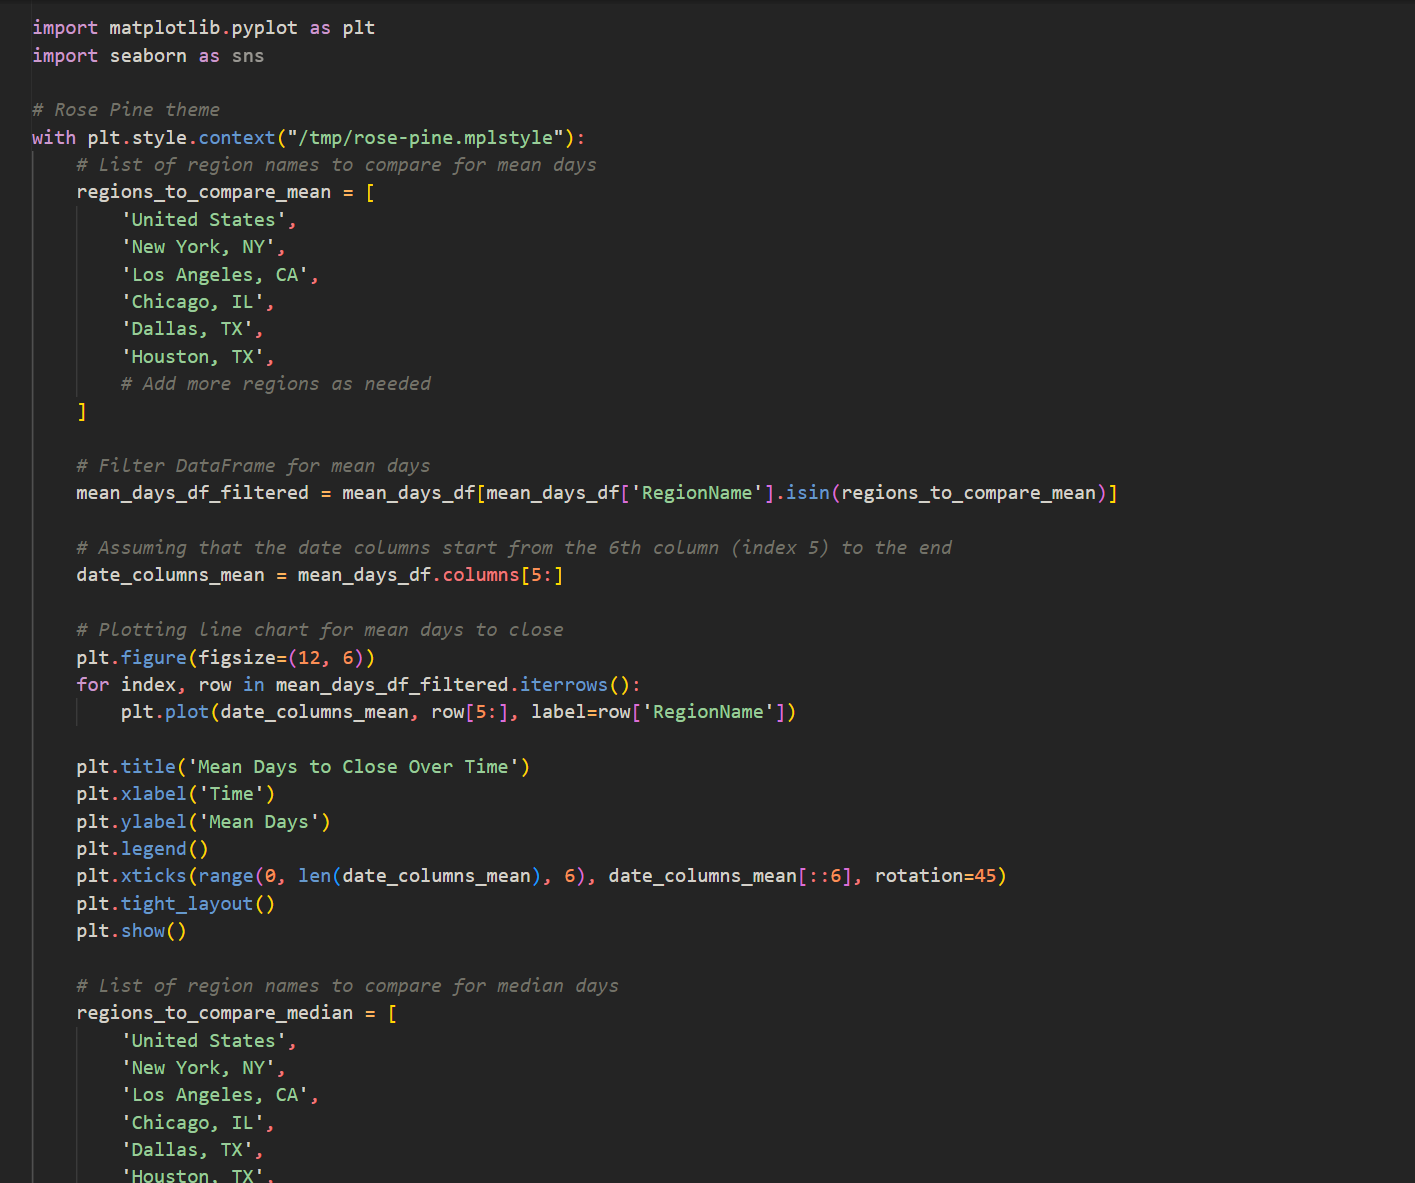 import matplotlib.pyplot as plt
import seaborn as sns
# Rose Pine theme
with plt.style.context("/tmp/rose-pine.mplstyle"):
    # List of region names to compare for mean days
    regions_to_compare_mean = [
        'United States',
        'New York, NY',
        'Los Angeles, CA',
        'Chicago, IL',
        'Dallas, TX',
        'Houston, TX',
        # Add more regions as needed
    ]
    # Filter DataFrame for mean days
    mean_days_df_filtered = mean_days_df[mean_days_df['RegionName'].isin(regions_to_compare_mean)]
    # Assuming that the date columns start from the 6th column (index 5) to the end
    date_columns_mean = mean_days_df.columns[5:]
    # Plotting line chart for mean days to close
    plt.figure(figsize=(12, 6))
    for index, row in mean_days_df_filtered.iterrows():
        plt.plot(date_columns_mean, row[5:], label=row['RegionName'])
    plt.title('Mean Days to Close Over Time')
    plt.xlabel('Time')
    plt.ylabel('Mean Days')
    plt.legend()
    plt.xticks(range(0, len(date_columns_mean), 6), date_columns_mean[::6], rotation=45)
    plt.tight_layout()
    plt.show()
    # List of region names to compare for median days
    regions_to_compare_median = [
        'United States',
        'New York, NY',
        'Los Angeles, CA',
        'Chicago, IL',
        'Dallas, TX',
        'Houston, TX',